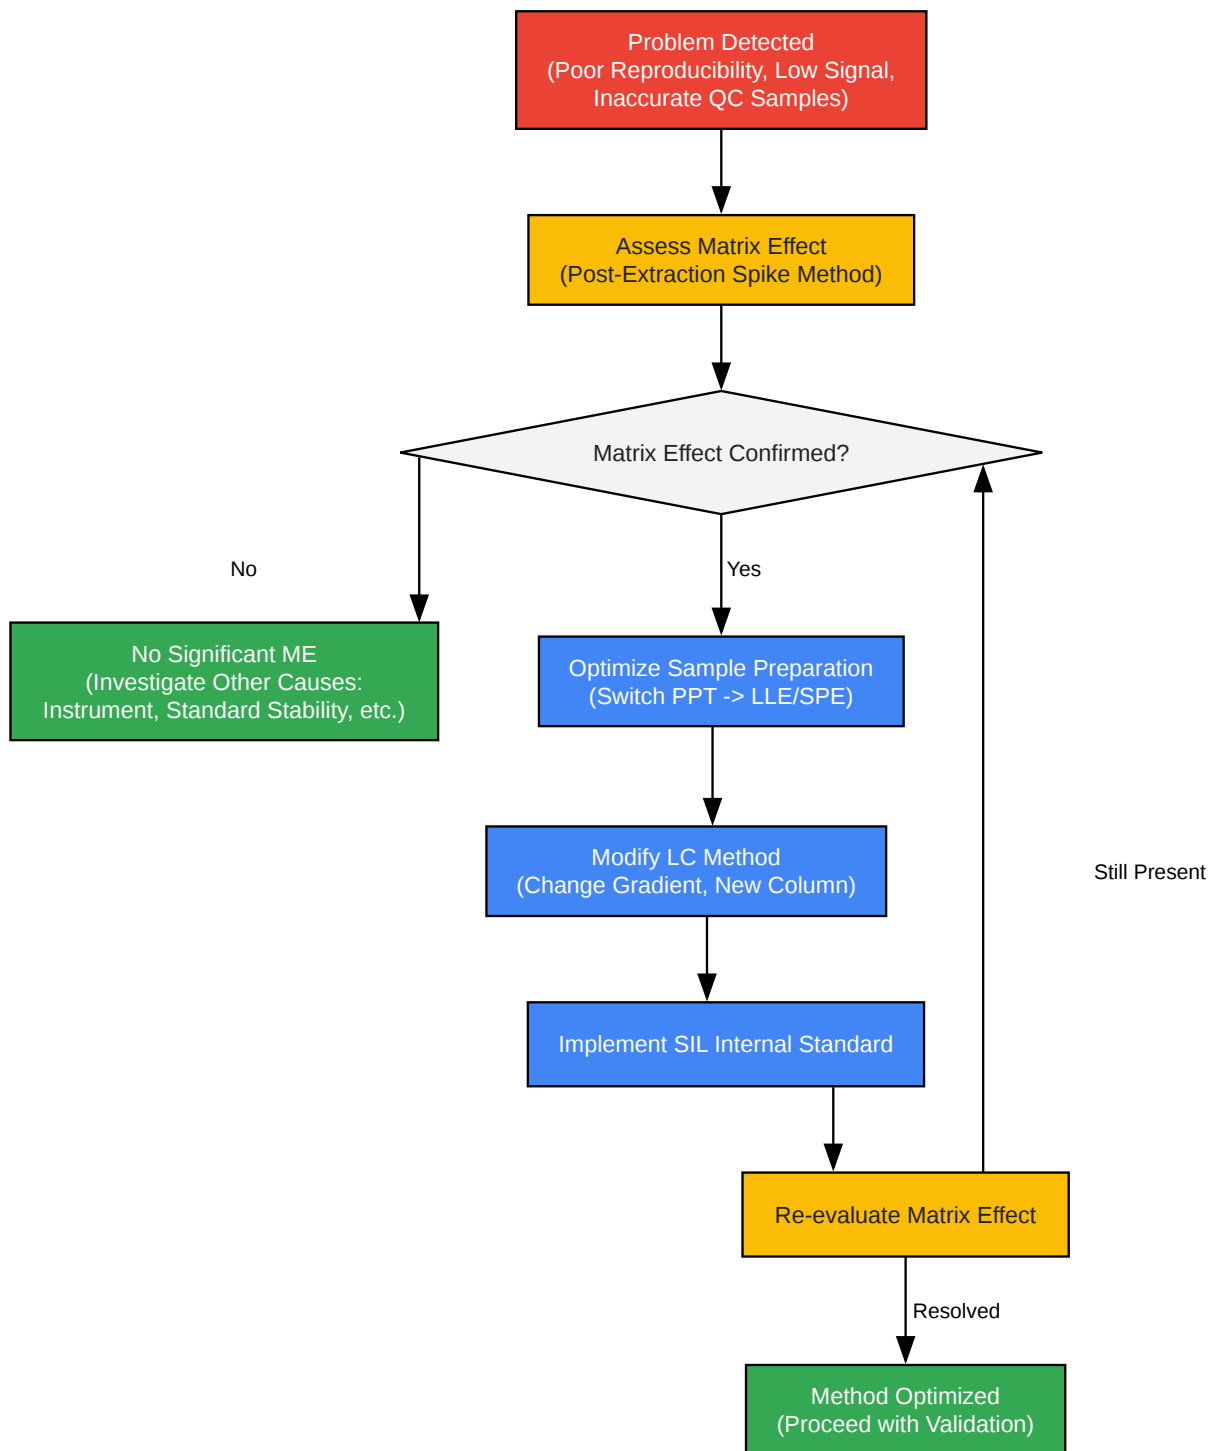 Problem Detected
(Poor Reproducibility, Low Signal,
Inaccurate QC Samples)
Assess Matrix Effect
(Post-Extraction Spike Method)
Matrix Effect Confirmed?
No
Yes
No Significant ME
(Investigate Other Causes:
Instrument, Standard Stability, etc.)
Optimize Sample Preparation
(Switch PPT -> LLE/SPE)
Modify LC Method
(Change Gradient, New Column)
Still Present
Implement SIL Internal Standard
Re-evaluate Matrix Effect
Resolved
Method Optimized
(Proceed with Validation)